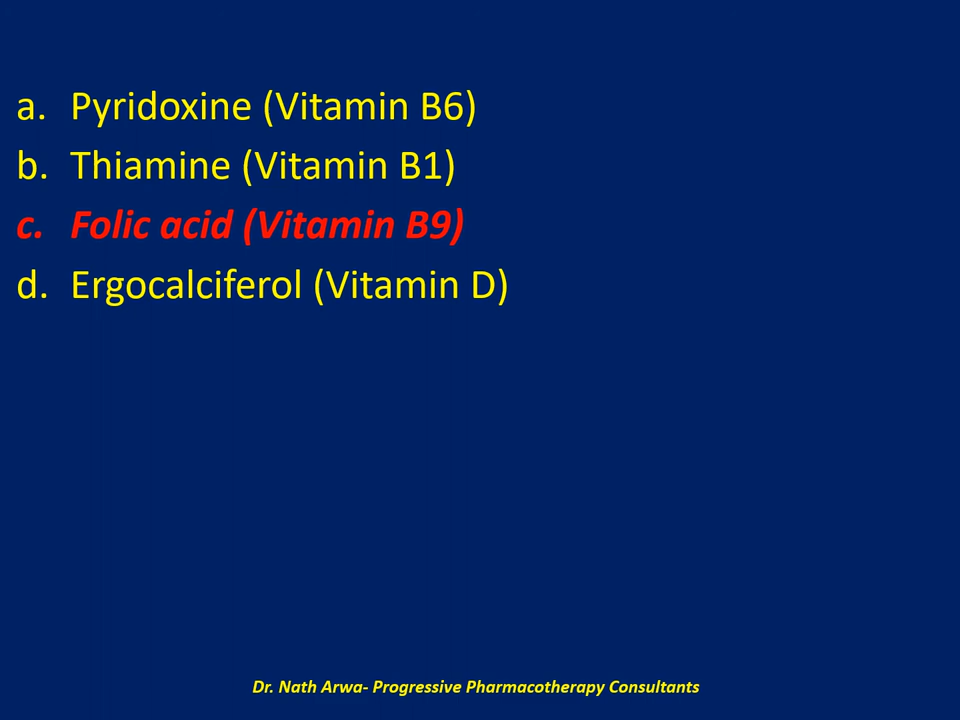 a. Pyridoxine (Vitamin B6)
b. Thiamine (Vitamin B1)
c. Folic acid (Vitamin B9)
d. Ergocalciferol (Vitamin D)
Dr. Nath Arwa- Progressive Pharmacotherapy Consultants